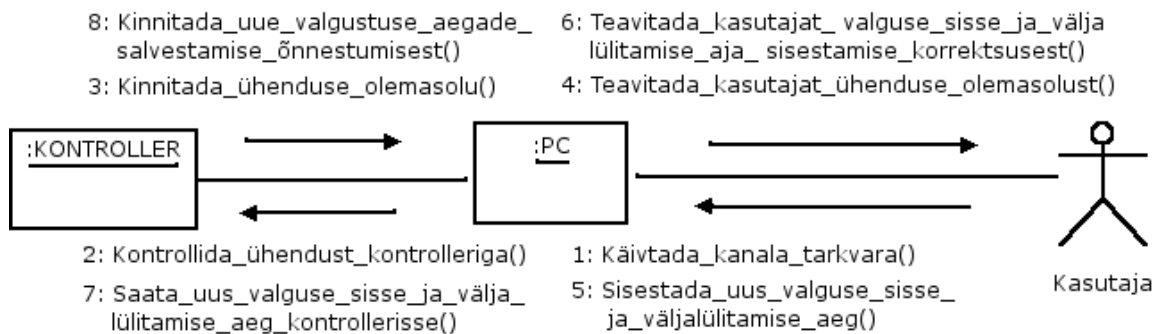 8: Kinnitada_uue_valgustuse_aegade_
salvestamise_õnnestumisest()
3: Kinnitada_ühenduse_olemasolu()
6: Teavitada_kasutajat_ valguse_sisse_ja_välja
lülitamise_aja_ sisestamise_korrektsusest()
4: Teavitada_kasutajat_ühenduse_olemasolust()
:KONTROLLER
:PC
2: Kontrollida_ühendust_kontrolleriga()
7: Saata_uus_valguse_sisse_ja_välja_
lülitamise_aeg_kontrollerisse()
1: Käivtada_kanala_tarkvara()
5: Sisestada_uus_valguse_sisse_
ja_väljalülitamise_aeg()
Kasutaja